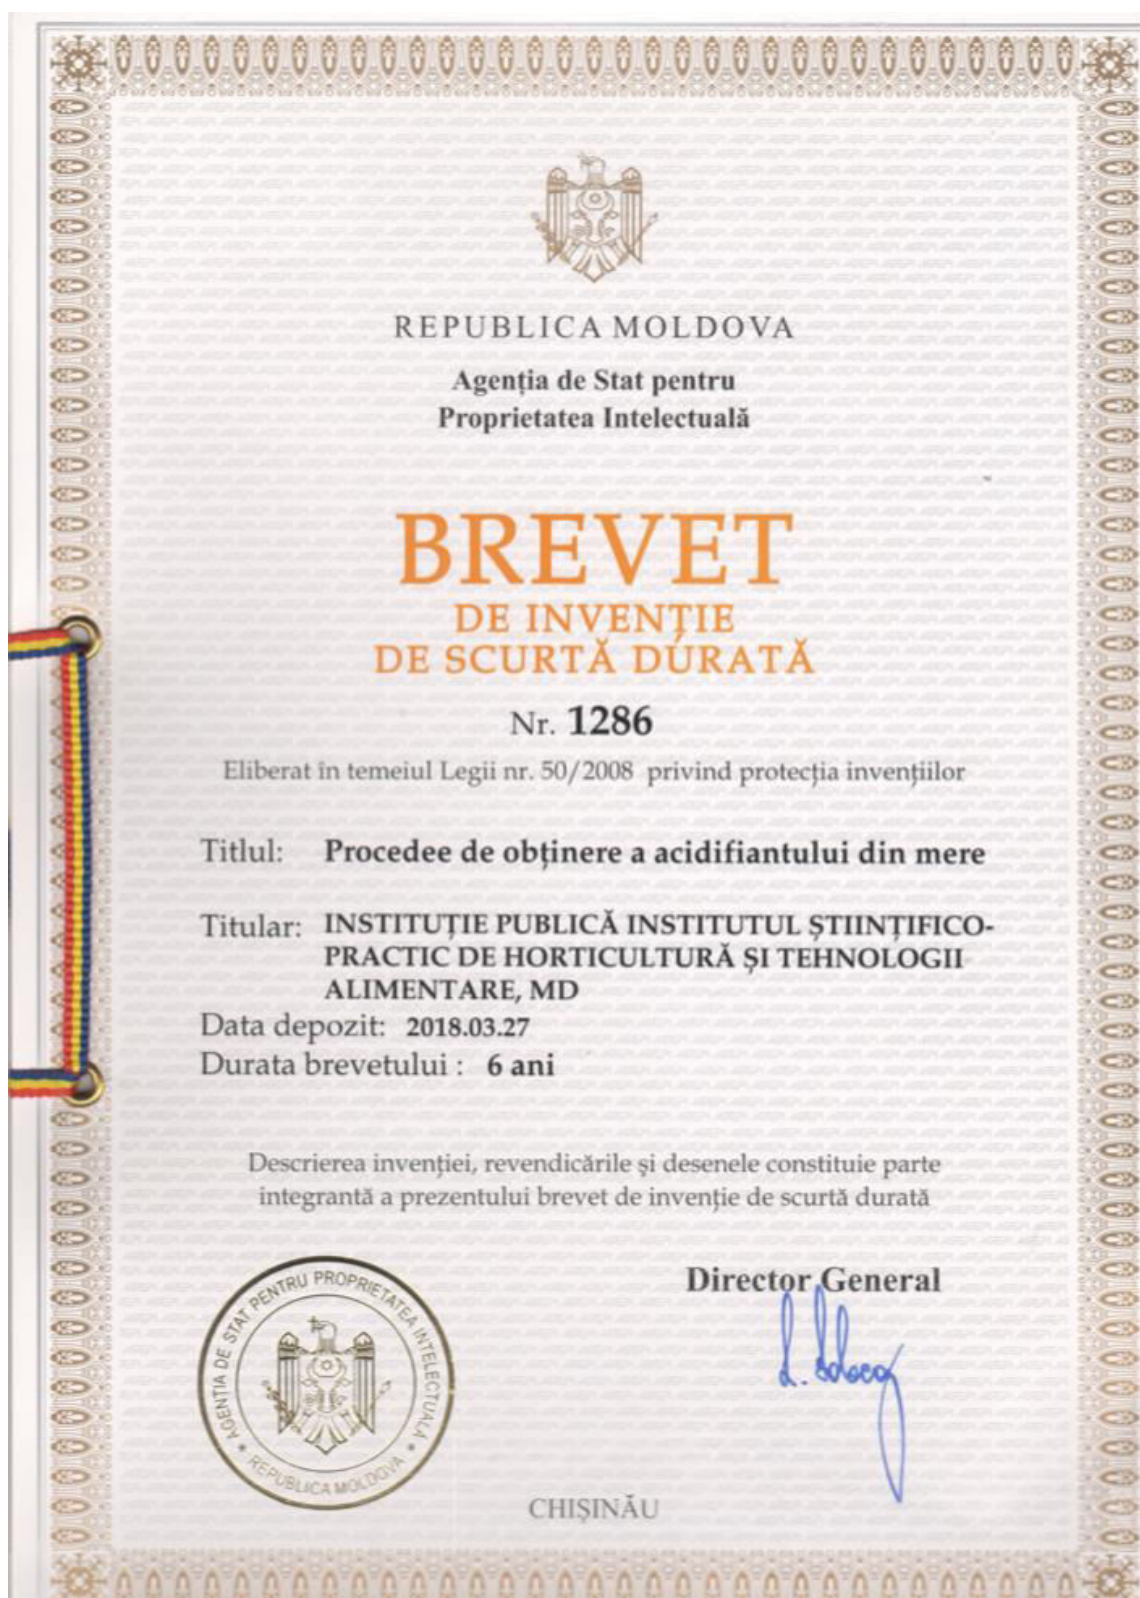 REPUBLICA MOLDOVA
Agenția de Stat pentru
Proprietatea Intelectuală
BREVET
DE INVENȚIE
DE SCURTĂ DURATĂ
Nr. 1286
Eliberat în temeiul Legii nr. 50/2008 privind protecția invențiilor
Titlul: Procedee de obținere a acidifiantului din mere
Titular: INSTITUȚIE PUBLICĂ INSTITUTUL ȘTIINȚIFICO-
PRACTIC DE HORTICULTURĂ ȘI TEHNOLOGII
ALIMENTARE, MD
Data depozit: 2018.03.27
Durata brevetului : 6 ani
Descrierea invenției, revendicările și desenele constituie parte
integrantă a prezentului brevet de invenție de scurtă durată
Director General
AGENȚIA DE STAT PENTRU PROPRIETATEA INTELECTUALĂ
REPUBLICA MOLDOVA
CHIȘINĂU